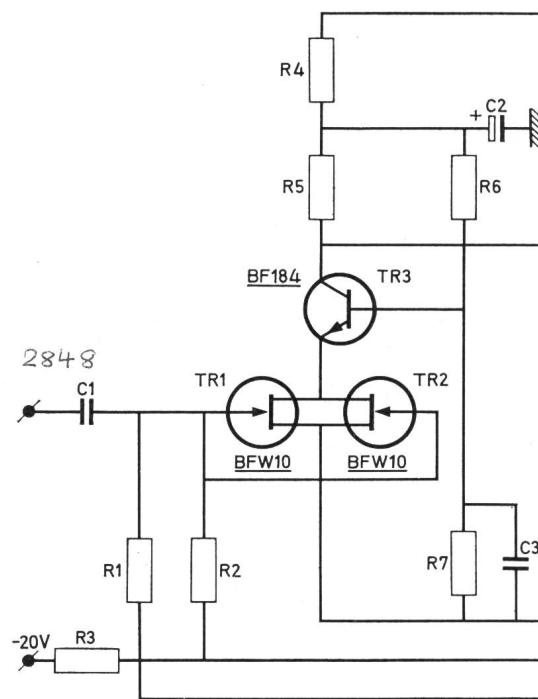 R4
+ C2
R5
R6
BF184
TR3
2848
C1
TR1
TR2
BFW10
BFW10
R1
R2
R7
C3
-20V
R3